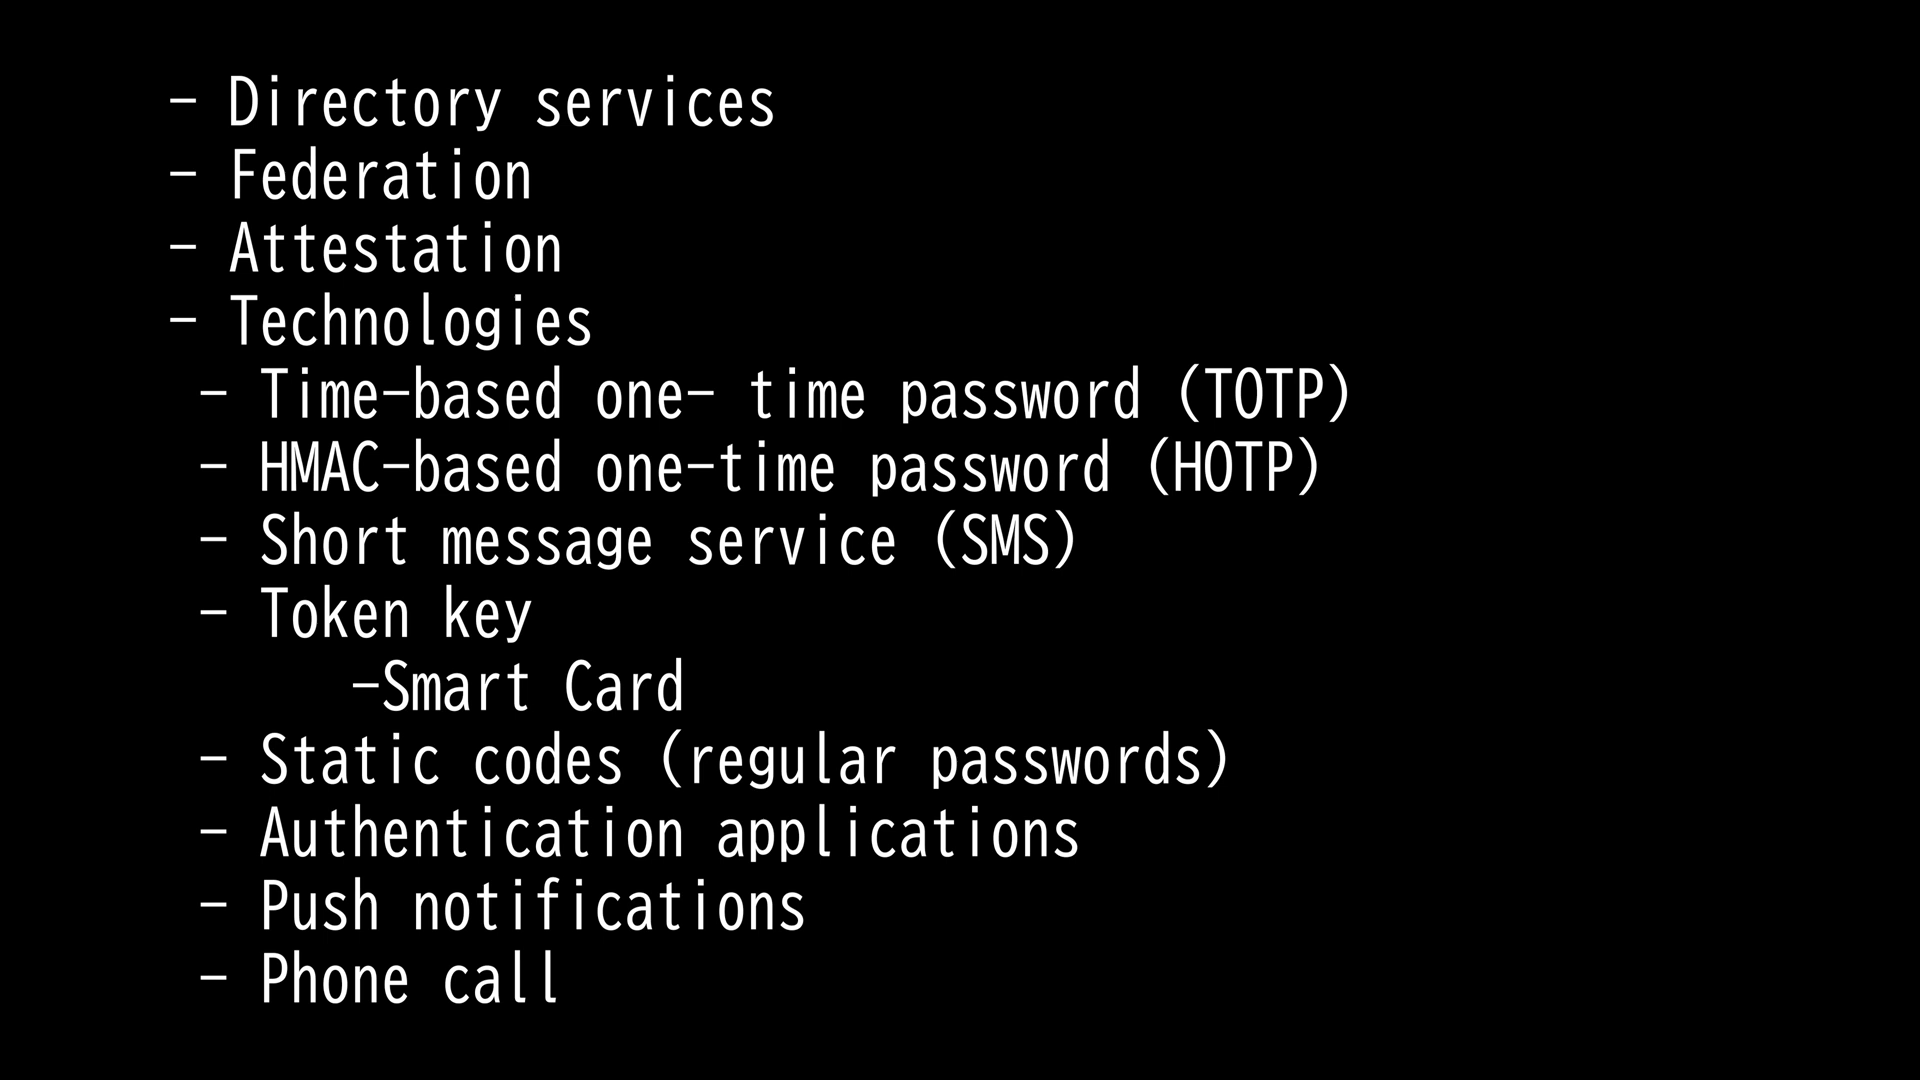 - Directory services
- Federation
- Attestation
- Technologies
- Time-based one- time password (TOTP)
- HMAC-based one-time password (HOTP)
- Short message service (SMS)
- Token key
-Smart Card
- Static codes (regular passwords)
- Authentication applications
- Push notifications
- Phone call